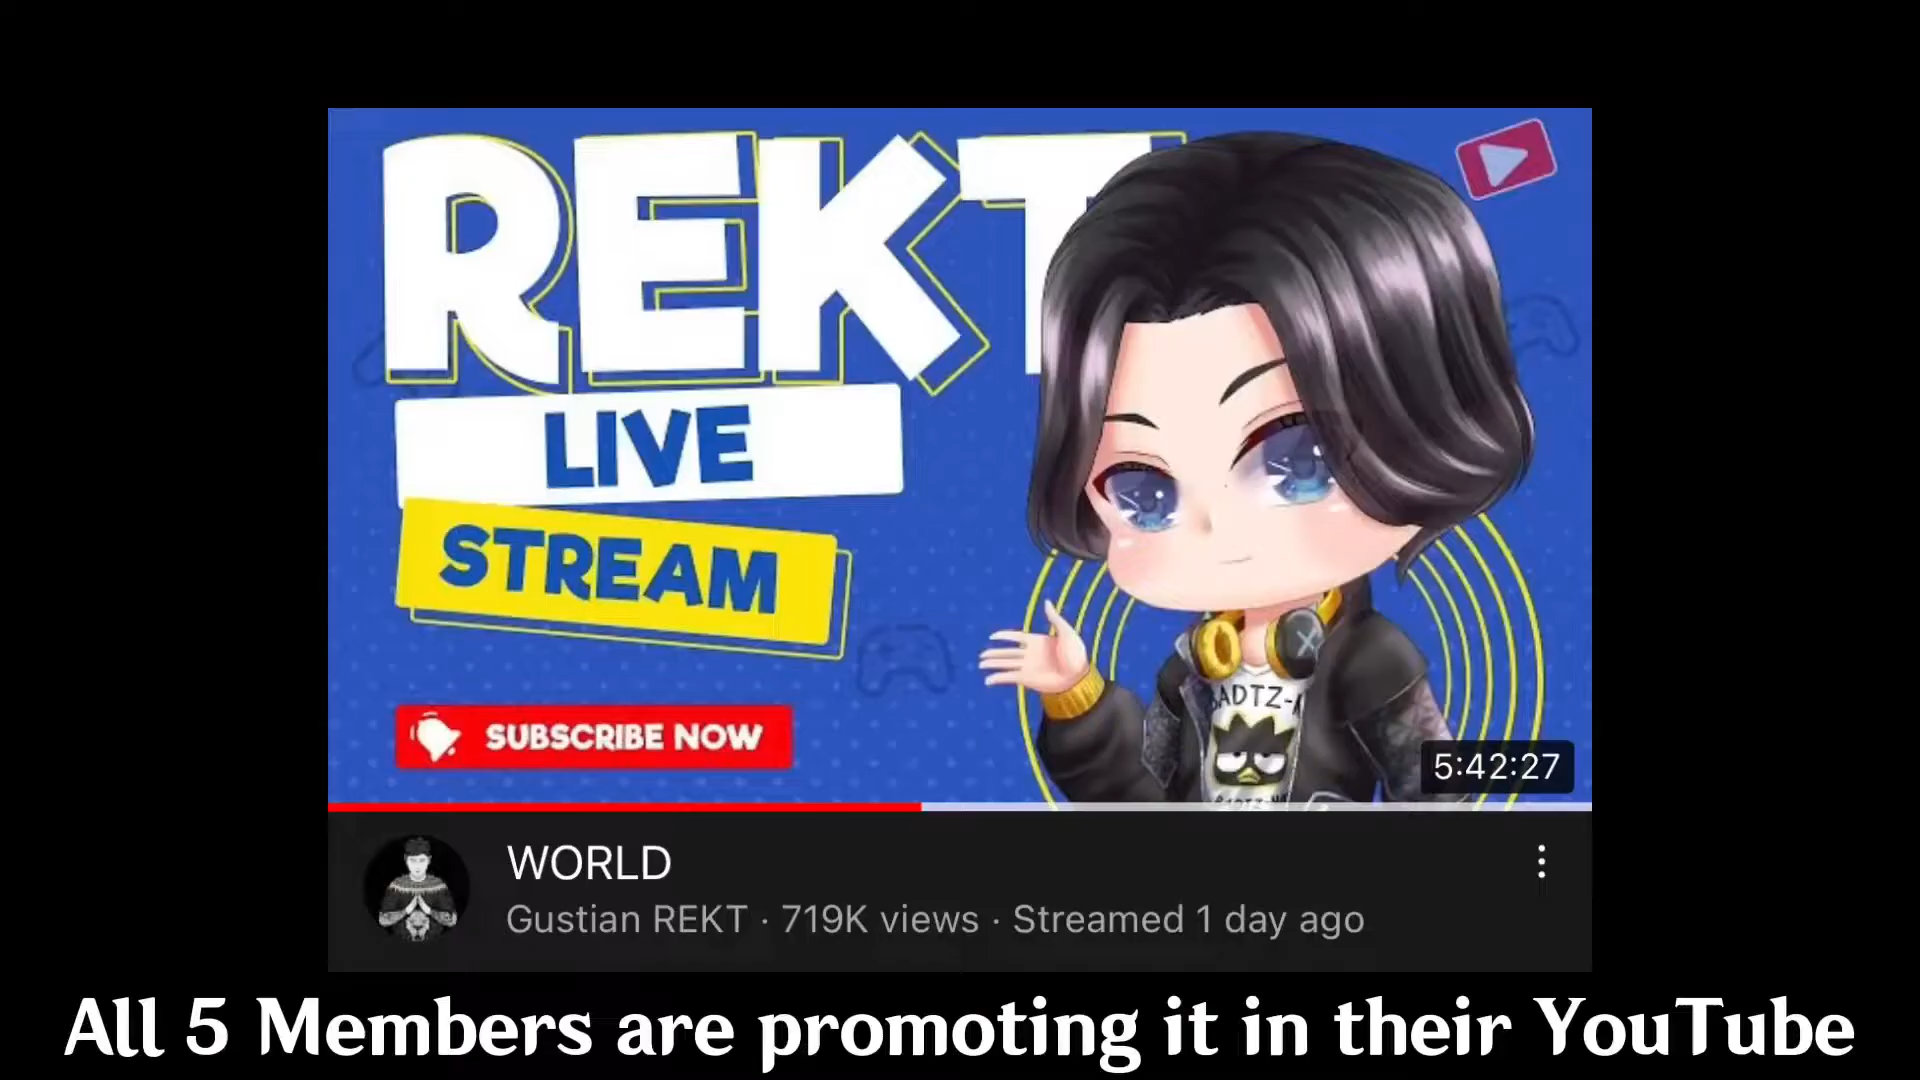 REKT
LIVE
STREAM
SUBSCRIBE NOW
BADTZ-
5:42:27
WORLD
Gustian REKT · 719K views · Streamed 1 day ago
All 5 Members are promoting it in their YouTube